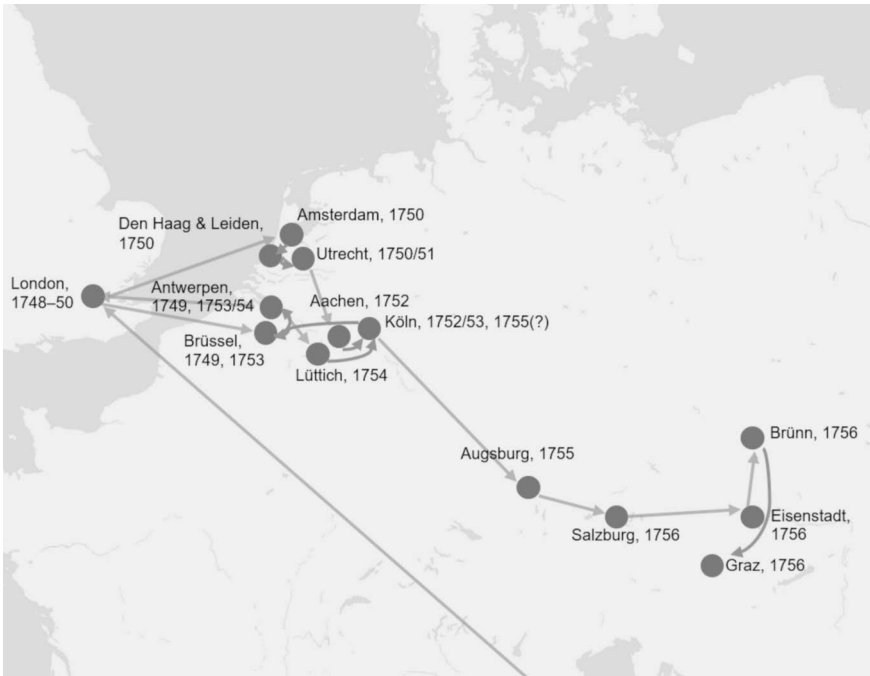 Den Haag & Leiden,
1750
Amsterdam, 1750
Utrecht, 1750/51
London,
1748–50
Antwerpen,
1749, 1753/54
Aachen, 1752
Köln, 1752/53, 1755(?)
Brüssel,
1749, 1753
Lüttich, 1754
Augsburg, 1755
Brünn, 1756
Salzburg, 1756
Eisenstadt,
1756
Graz, 1756